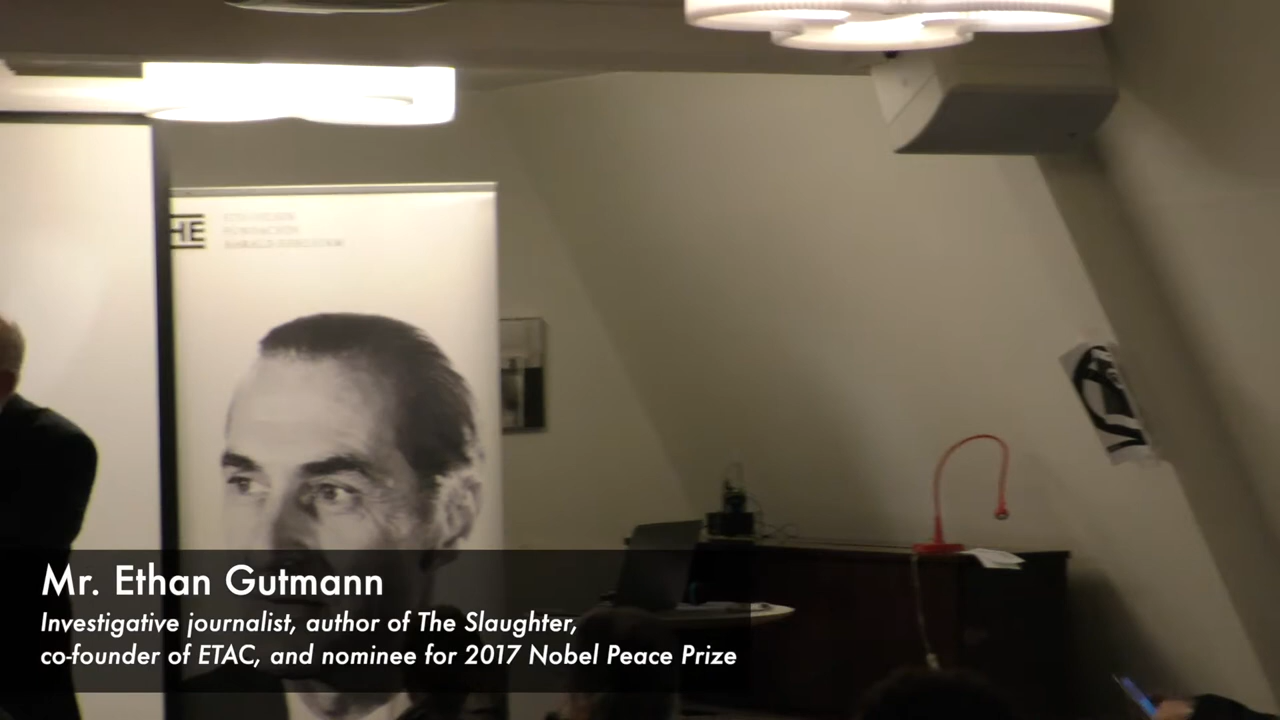 HE
Mr. Ethan Gutmann
Investigative journalist, author of The Slaughter,
co-founder of ETAC, and nominee for 2017 Nobel Peace Prize